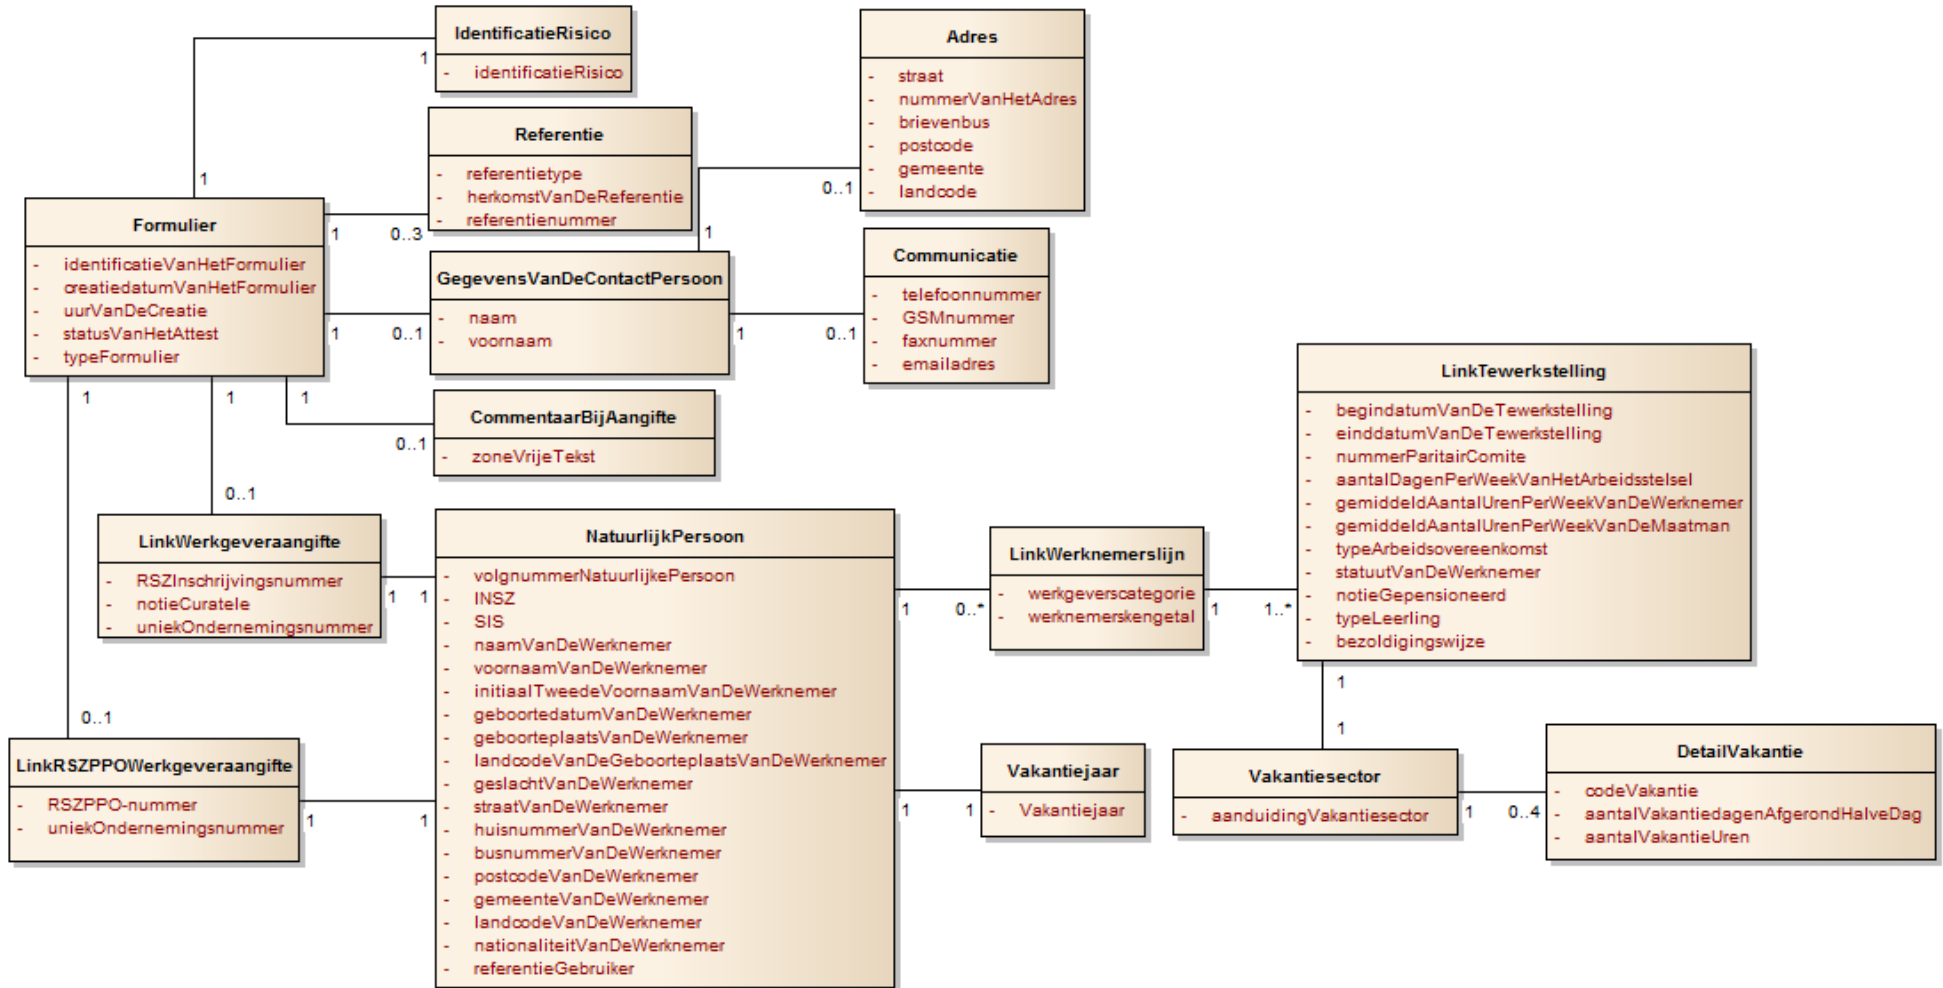 IdentificatieRisico
- identificatieRisico
1
1
Adres
- straat
- nummerVanHetAdres
- brievenbus
- postcode
- gemeente
- landcode
0..1
1
Referentie
- referentietype
- herkomstVanDeReferentie
- referentienummer
1
0..3
Formulier
- identificatieVanHetFormulier
- creatiedatumVanHetFormulier
- uurVanDeCreatie
- statusVanHetAttest
- typeFormulier
GegevensVanDeContactPersoon
- naam
- voornaam
1
0..1
1
0..1
Communicatie
- telefoonnummer
- GSMnummer
- faxnummer
- emailadres
1
1
1
CommentaarBijAangifte
- zoneVrijeTekst
0..1
0..1
LinkTewerkstelling
- begindatumVanDeTewerkstelling
- einddatumVanDeTewerkstelling
- nummerParitairComite
- aantalDagenPerWeekVanHetArbeidsstelsel
- gemiddeldAantalUrenPerWeekVanDeWerknemer
- gemiddeldAantalUrenPerWeekVanDeMaatman
- typeArbeidsovereenkomst
- statuutVanDeWerknemer
- notieGepensioneerd
- typeLeerling
- bezoldigingswijze
LinkWerkgeveraangifte
- RSZInschrijvingsnummer
- notieCuratele
- uniekOndernemingsnummer
1
1
NatuurlijkPersoon
- volgnummerNatuurlijkePersoon
- INSZ
- SIS
- naamVanDeWerknemer
- voornaamVanDeWerknemer
- initiaalTweedeVoornaamVanDeWerknemer
- geboortedatumVanDeWerknemer
- geboorteplaatsVanDeWerknemer
- landcodeVanDeGeboorteplaatsVanDeWerknemer
- geslachtVanDeWerknemer
- straatVanDeWerknemer
- huisnummerVanDeWerknemer
- busnummerVanDeWerknemer
- postcodeVanDeWerknemer
- gemeenteVanDeWerknemer
- landcodeVanDeWerknemer
- nationaliteitVanDeWerknemer
- referentieGebruiker
1
0..*
LinkWerknemerslijn
- werkgeverscategorie
- werknemerskengetal
1
1..*
0..1
LinkRSZPPOWerkgeveraangifte
- RSZPPO-nummer
- uniekOndernemingsnummer
1
1
1
1
Vakantiejaar
- Vakantiejaar
1
1
Vakantiesector
- aanduidingVakantiesector
1
0..4
DetailVakantie
- codeVakantie
- aantalVakantiedagenAfgerondHalveDag
- aantalVakantieUren